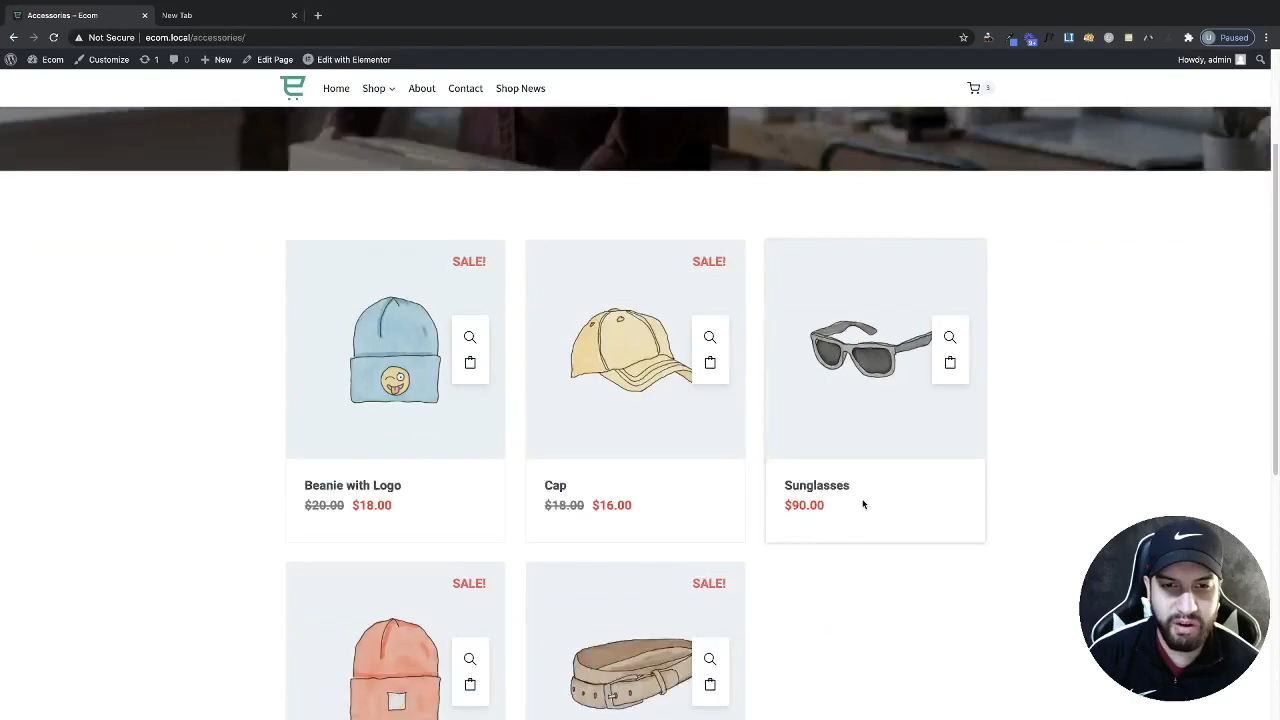 Accessories – Ecom
New Tab
Not Secure ecom.local/accessories/
Paused
Ecom Customize 1 0 New Edit Page Edit with Elementor
Howdy, admin
Home Shop About Contact Shop News
3
SALE!
SALE!
Beanie with Logo
$20.00 $18.00
Cap
$18.00 $16.00
Sunglasses
$90.00
SALE!
SALE!